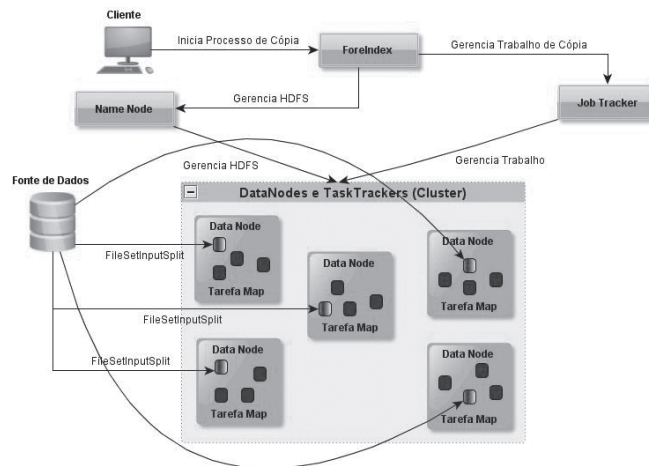 Cliente
Inicia Processo de Cópia
ForeIndex
Gerencia Trabalho de Cópia
Gerencia HDFS
Name Node
Job Tracker
Gerencia HDFS
Gerencia Trabalho
Fonte de Dados
DataNodes e TaskTrackers (Cluster)
Data Node
Tarefa Map
FileSetInputSplit
Data Node
Tarefa Map
Data Node
Tarefa Map
FileSetInputSplit
Data Node
Tarefa Map
FileSetInputSplit
Data Node
Tarefa Map